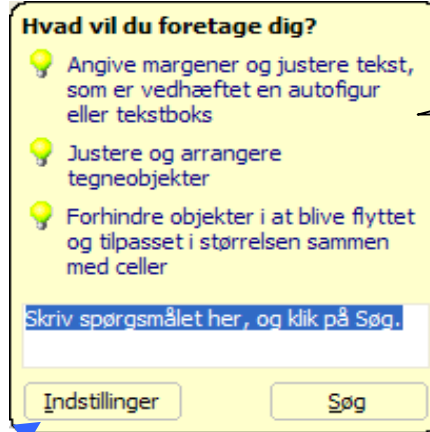 Hvad vil du foretage dig?
Angive margener og justere tekst,
som er vedhæftet en autofigur
eller tekstboks
Justere og arrangere
tegneobjekter
Forhindre objekter i at blive flyttet
og tilpasset i størrelsen sammen
med celler
Skriv spørgsmålet her, og klik på Søg.
Indstillinger Søg